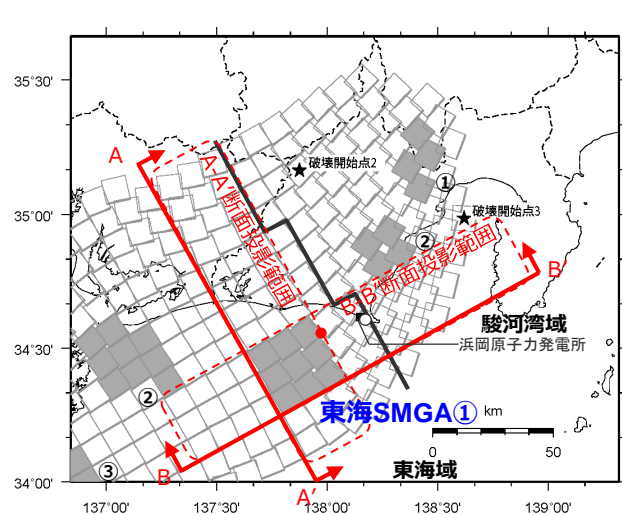 35°30'
35°00'
34°30'
34°00'
137°00'
137°30'
138°00'
138°30'
139°00'
A
A-A'断面投影範囲
破壊開始点2
①
破壊開始点3
②
B-B'断面投影範囲
B'
駿河湾域
浜岡原子力発電所
東海SMGA①
km
0
50
②
③
B
A'
東海域